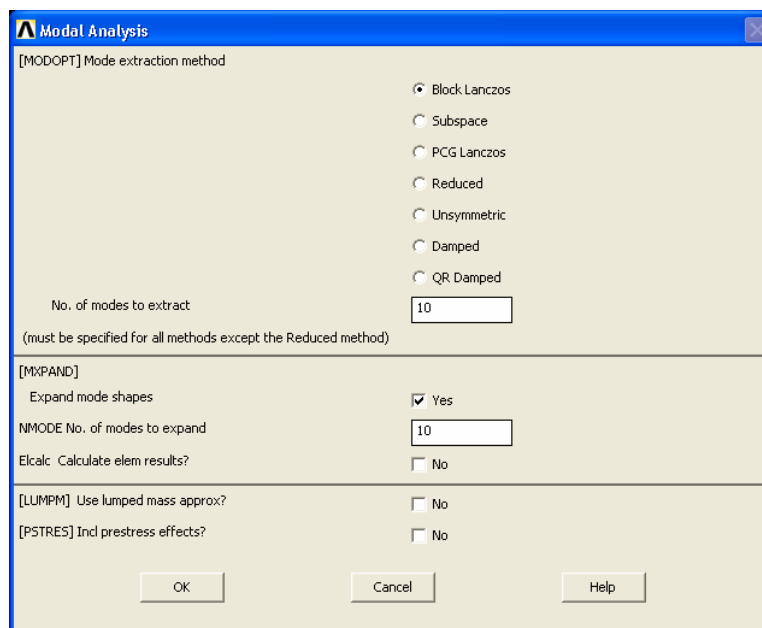 Modal Analysis
[MODOPT] Mode extraction method
Block Lanczos
Subspace
PCG Lanczos
Reduced
Unsymmetric
Damped
QR Damped
No. of modes to extract 10
(must be specified for all methods except the Reduced method)
[MXPAND]
Expand mode shapes Yes
NMODE No. of modes to expand 10
Elcalc Calculate elem results? No
[LUMPM] Use lumped mass approx? No
[PSTRES] Incl prestress effects? No
OK Cancel Help